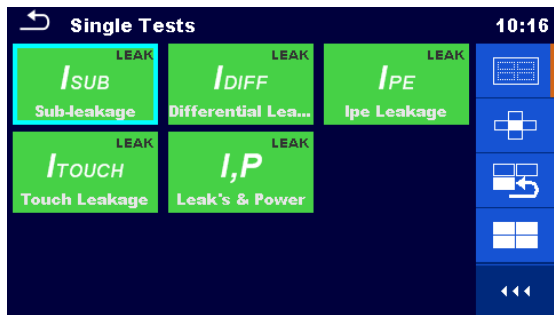 Single Tests 10:16
LEAK LEAK LEAK
ISUB IDIFF IPE
Sub-leakage Differential Lea... Ipe Leakage
LEAK LEAK
ITOUCH I,P
Touch Leakage Leak's & Power